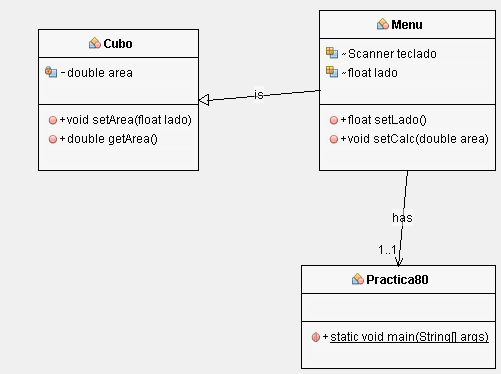 Cubo
~double area
+void setArea(float lado)
+double getArea()
is
Menu
~Scanner teclado
~float lado
+float setLado()
+void setCalc(double area)
has
1..1
Practica80
+static void main(String[] args)